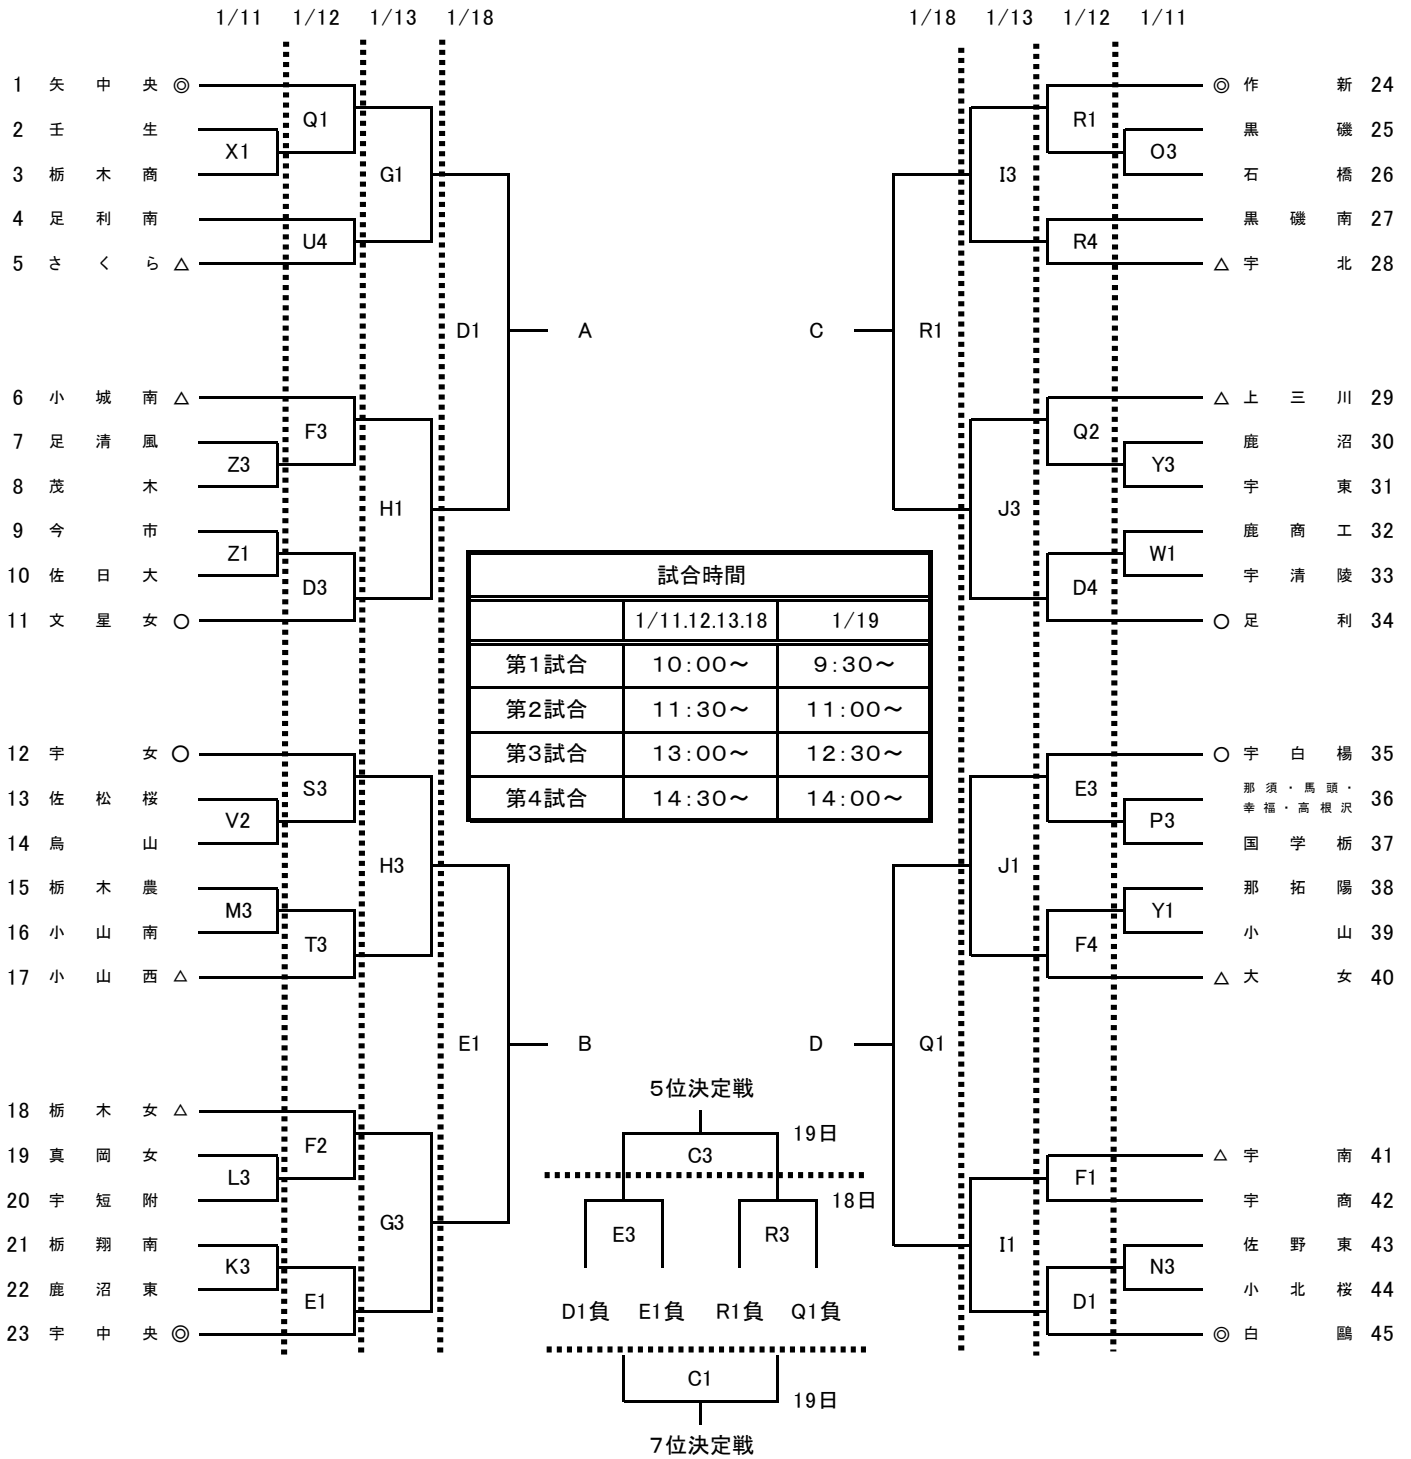 1/11 1/12 1/13 1/18 1/18 1/13 1/12 1/11
1 矢中央 ◎ ◎ 作新 24
Q1 R1
2 壬生 黒磯 25
X1 O3
3 栃木商 G1 I3 石橋 26
4 足利南 黒磯南 27
U4 R4
5 さくら △ △ 宇北 28
D1 A C R1
6 小城南 △ △ 上三川 29
F3 Q2
7 足清風 鹿沼 30
Z3 Y3
8 茂木 宇東 31
H1 J3
9 今市 鹿商工 32
Z1 W1
10 佐日大 宇清陵 33
D3 D4
11 文星女 ○ ○ 足利 34
試合時間
1/11.12.13.18 1/19
第1試合 10:00～ 9:30～
第2試合 11:30～ 11:00～
第3試合 13:00～ 12:30～
第4試合 14:30～ 14:00～
12 宇女 ○ ○ 宇白楊 35
S3 E3
13 佐松桜 那須・馬頭・
幸福・高根沢 36
V2 P3
14 烏山 国学栃 37
H3 J1
15 栃木農 那拓陽 38
M3 Y1
16 小山南 小山 39
T3 F4
17 小山西 △ △ 大女 40
E1 B D Q1
5位決定戦
18 栃木女 △
19日
F2
C3
19 真岡女 △ 宇南 41
L3 F1
20 宇短附 18日 宇商 42
G3 E3 R3 I1
21 栃翔南 佐野東 43
K3 N3
22 鹿沼東 小北桜 44
E1 D1
D1負 E1負 R1負 Q1負
23 宇中央 ◎ ◎ 白鷗 45
C1
19日
7位決定戦